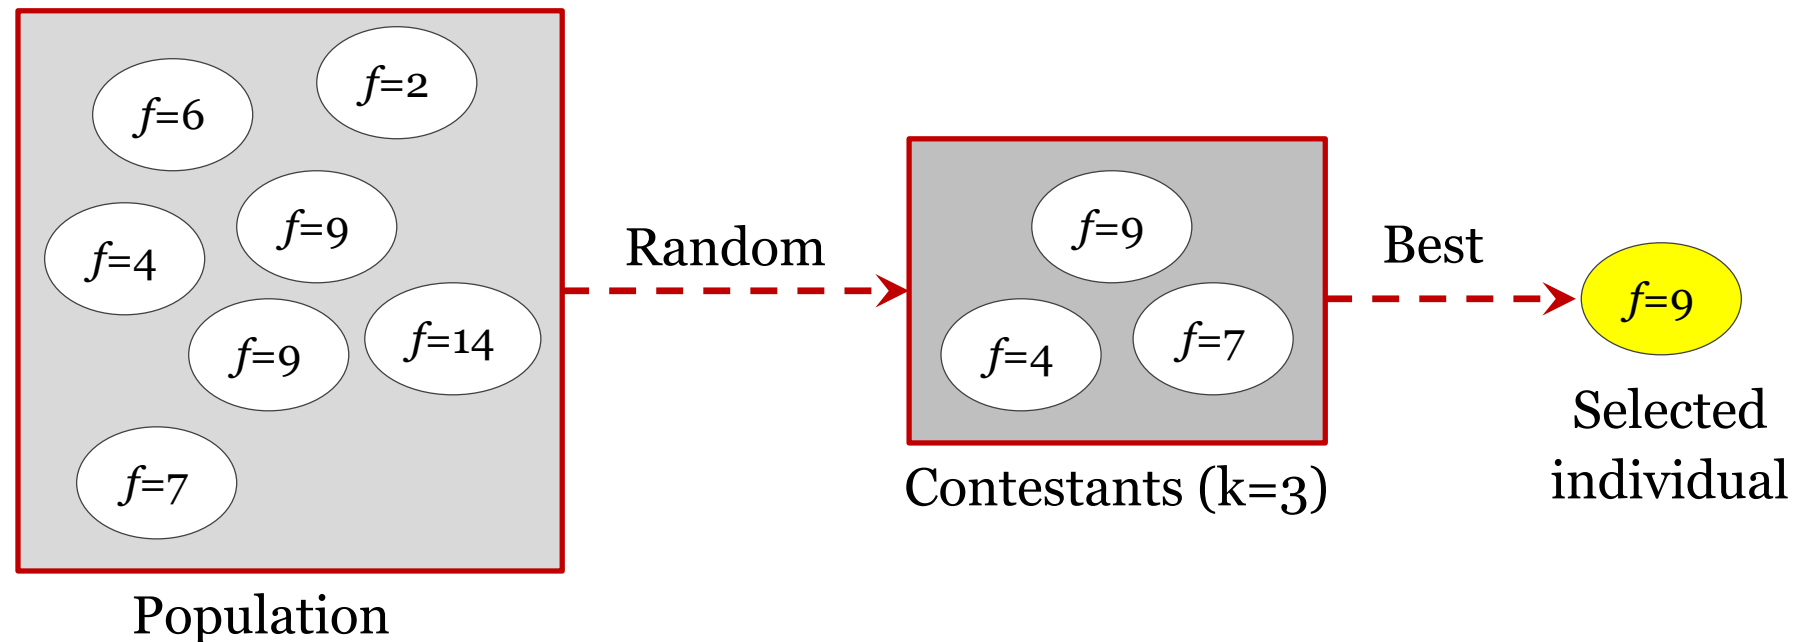 f=6
f=2
f=4
f=9
f=9
f=14
f=7
Population
Random
f=9
f=4
f=7
Contestants (k=3)
Best
f=9
Selected
individual